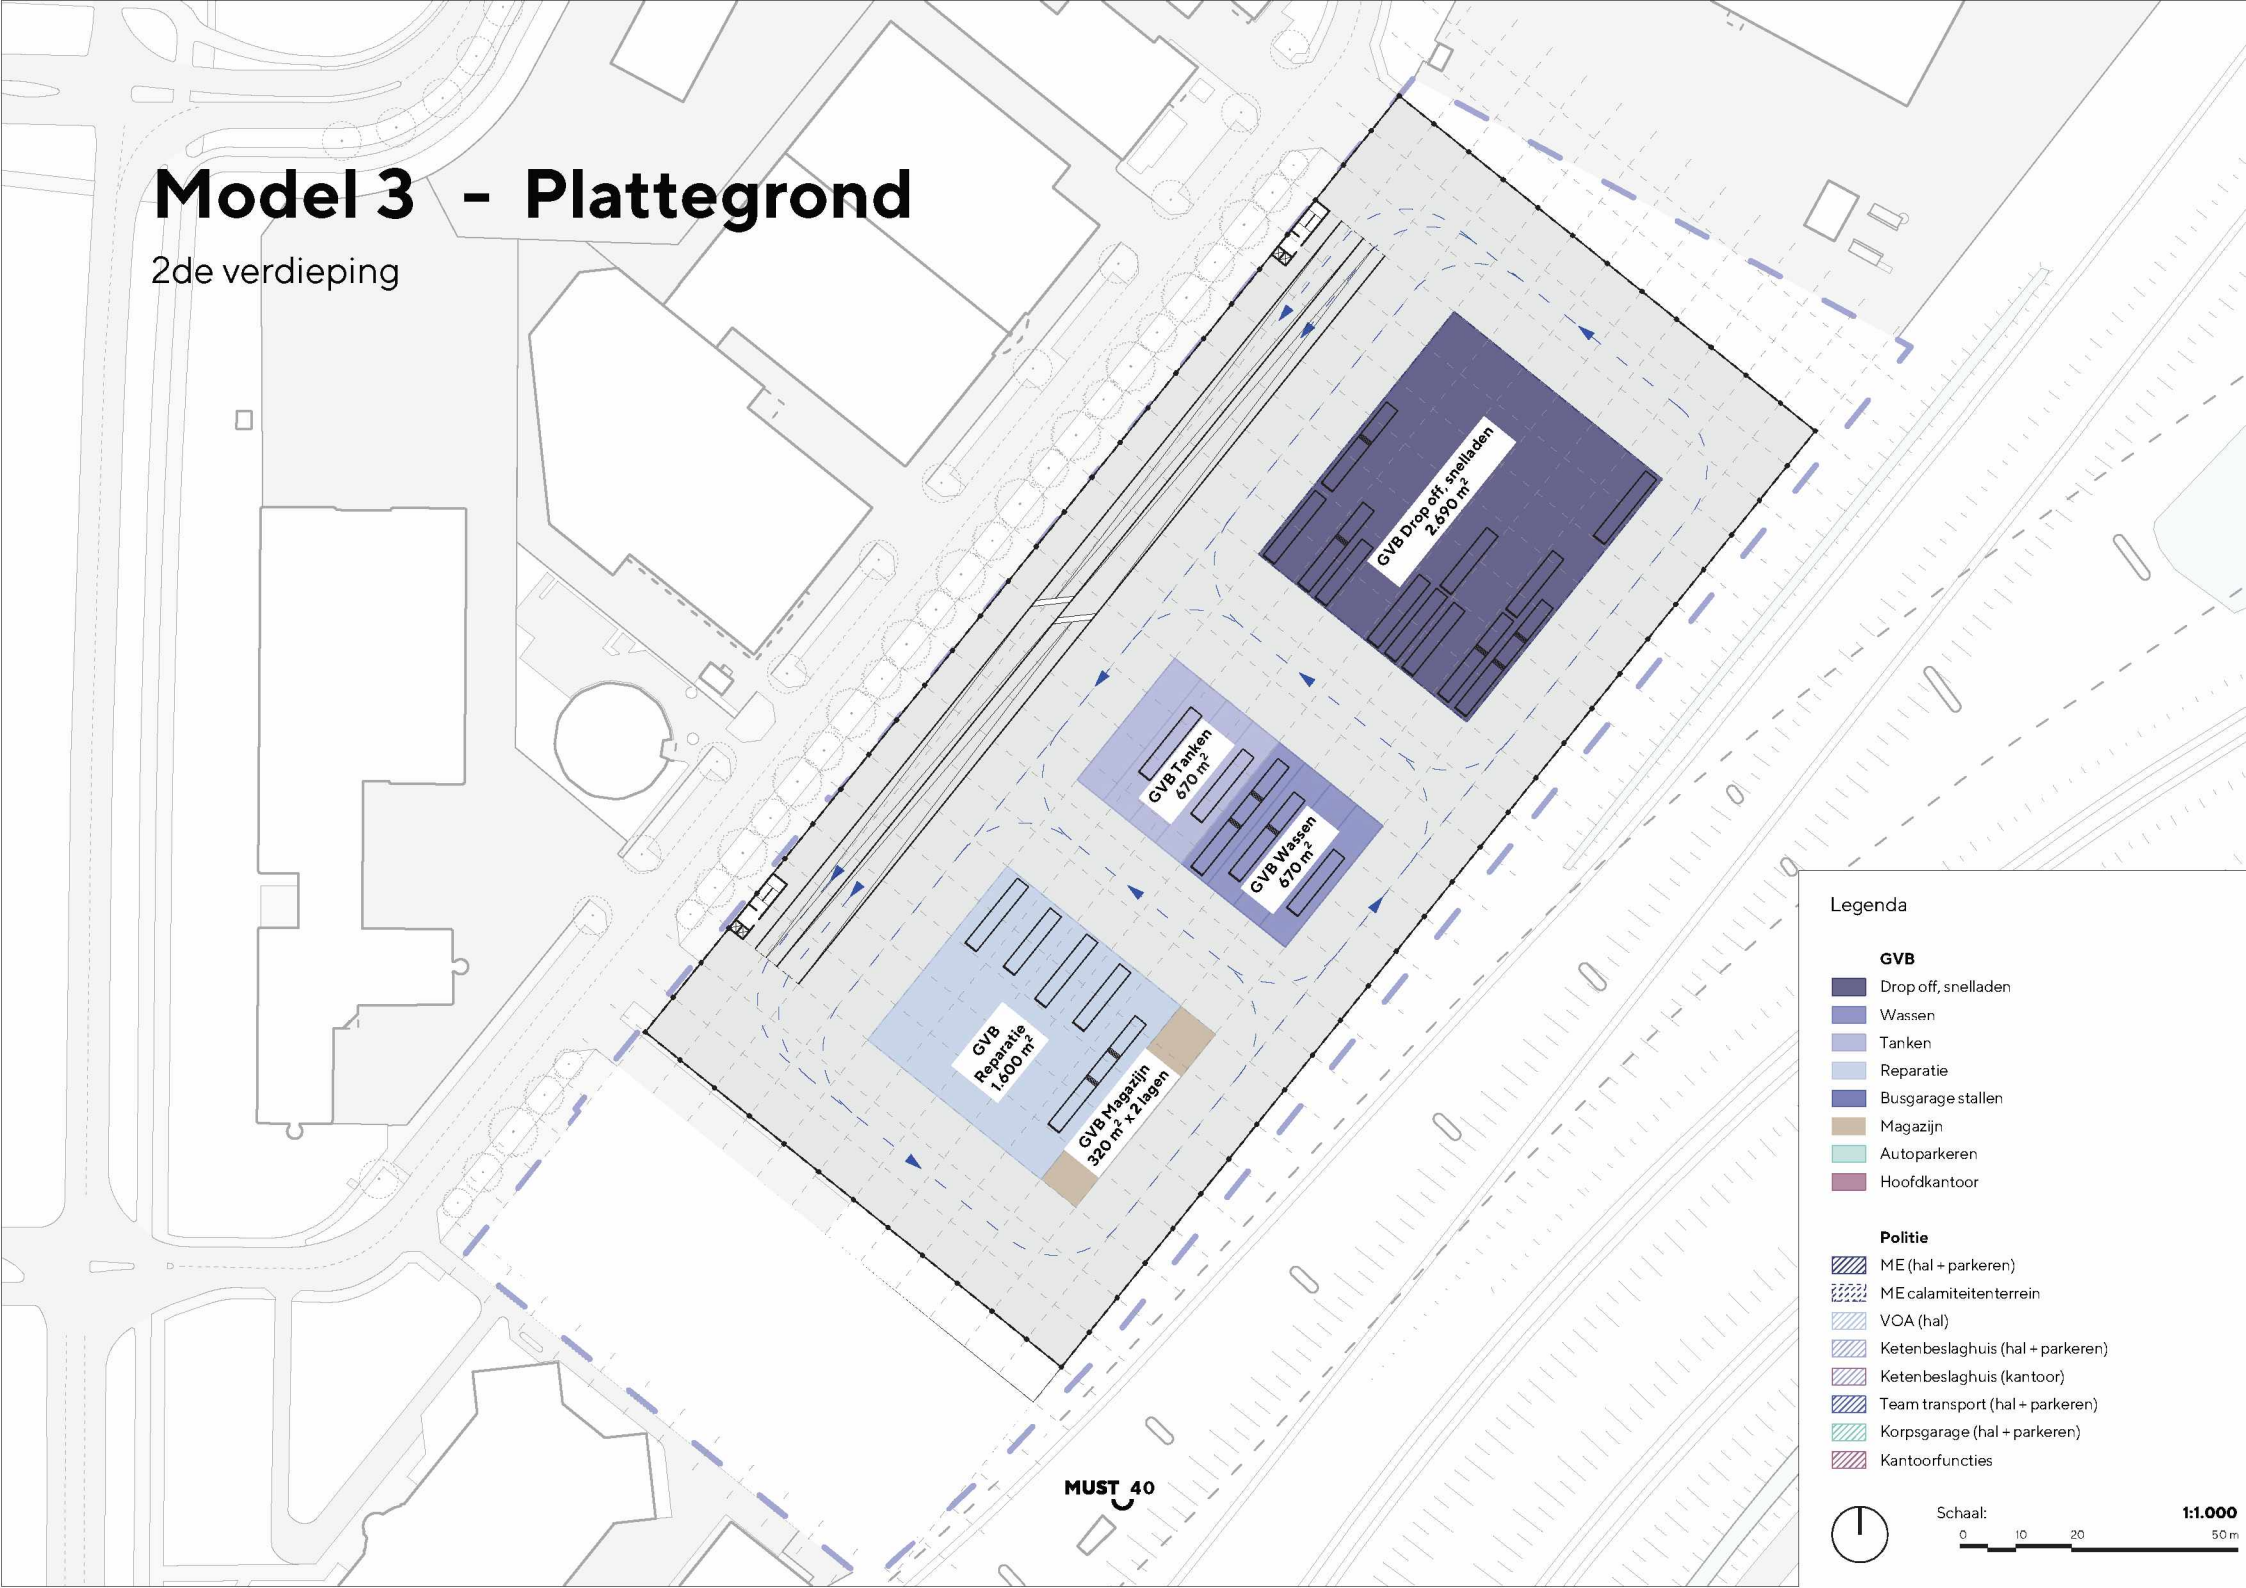 Model 3 - Plattegrond
2de verdieping
GVB Drop off, snelladen
2.690 m²
GVB Tanken
670 m²
GVB Wassen
670 m²
GVB
Reparatie
1.600 m²
GVB Magazijn
320 m² x 2 lagen
Legenda
GVB
Drop off, snelladen
Wassen
Tanken
Reparatie
Busgarage stallen
Magazijn
Autoparkeren
Hoofdkantoor
Politie
ME (hal + parkeren)
ME calamiteitenterrein
VOA (hal)
Ketenbeslaghuis (hal + parkeren)
Ketenbeslaghuis (kantoor)
Team transport (hal + parkeren)
Korpsgarage (hal + parkeren)
Kantoorfuncties
Schaal: 1:1.000
0 10 20 50 m
MUST 40